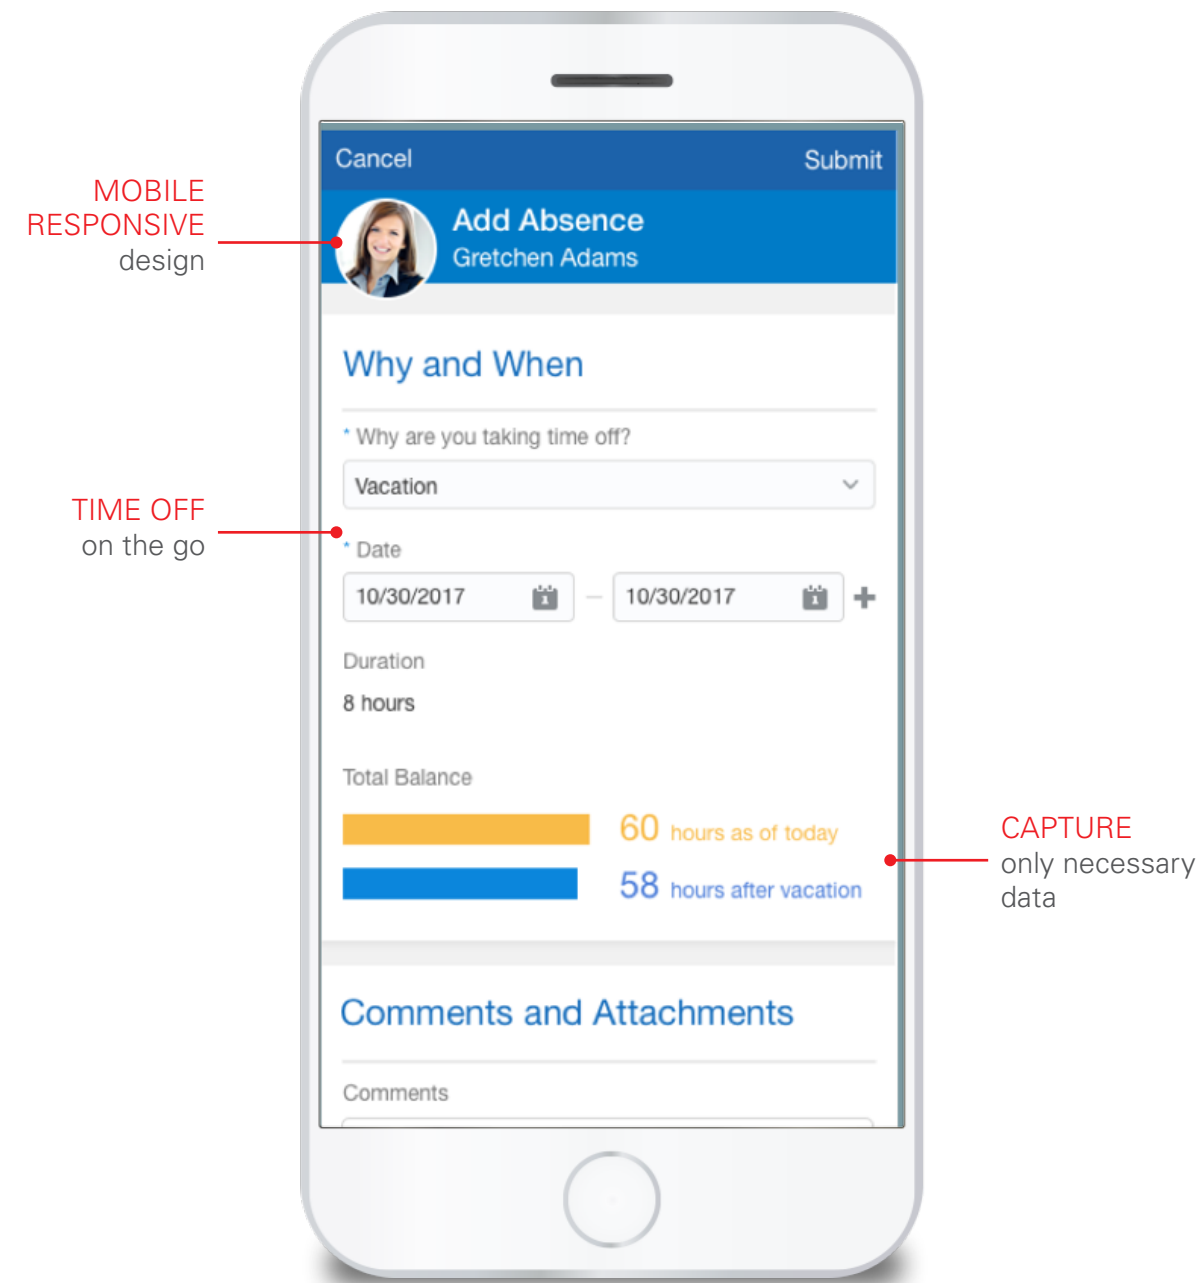 Cancel
Submit
MOBILE
RESPONSIVE
design
Add Absence
Gretchen Adams
Why and When
* Why are you taking time off?
Vacation
TIME OFF
on the go
* Date
10/30/2017 – 10/30/2017 +
Duration
8 hours
Total Balance
60 hours as of today
58 hours after vacation
CAPTURE
only necessary
data
Comments and Attachments
Comments